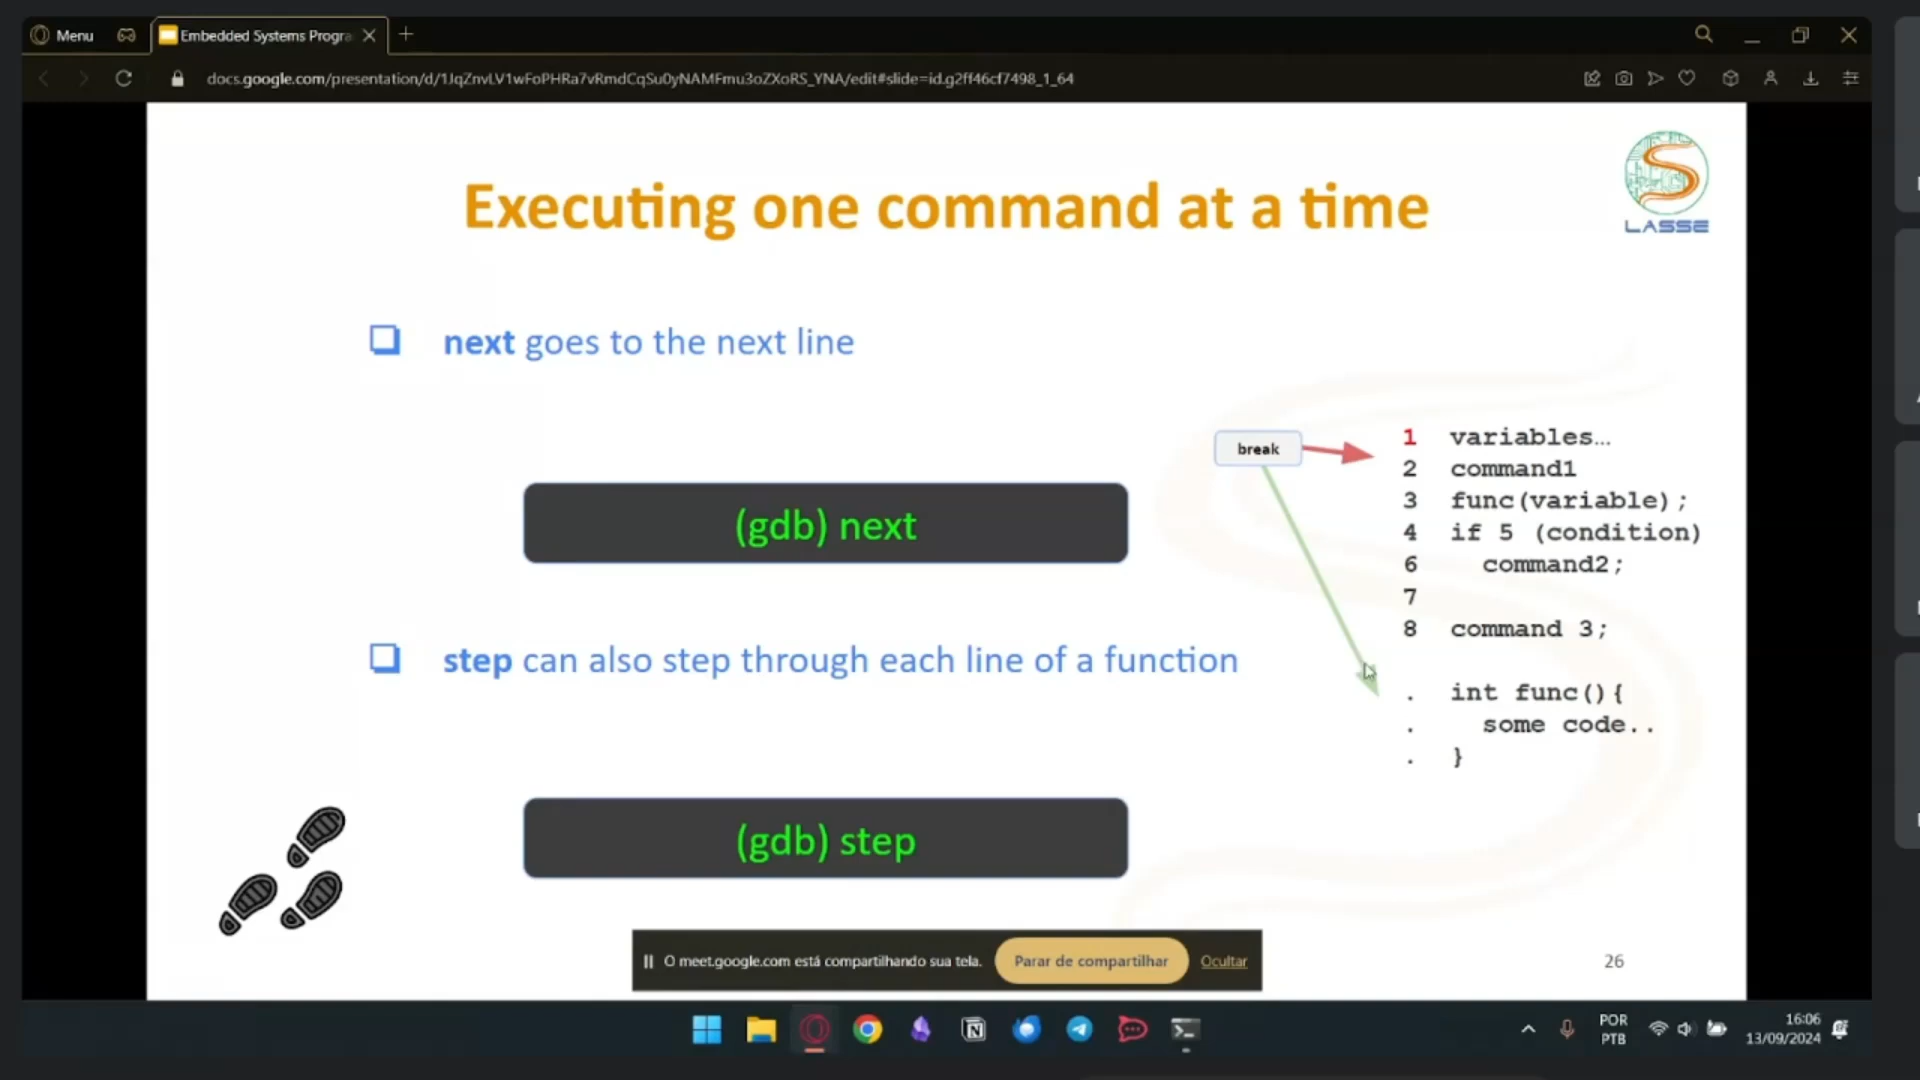 Menu
Embedded Systems Progra
docs.google.com/presentation/d/1JqZnvLV1wFoPHRa7vRmdCqSu0yNAMFmu3oZXoRS_YNA/edit#slide=id.g2ff46cf7498_1_64
Executing one command at a time
LASSE
next goes to the next line
(gdb) next
step can also step through each line of a function
(gdb) step
break
1 variables…
2 command1
3 func(variable);
4 if 5 (condition)
6 command2;
7
8 command 3;
. int func(){
. some code..
. }
O meet.google.com está compartilhando sua tela.
Parar de compartilhar
Ocultar
26
POR
PTB
16:06
13/09/2024